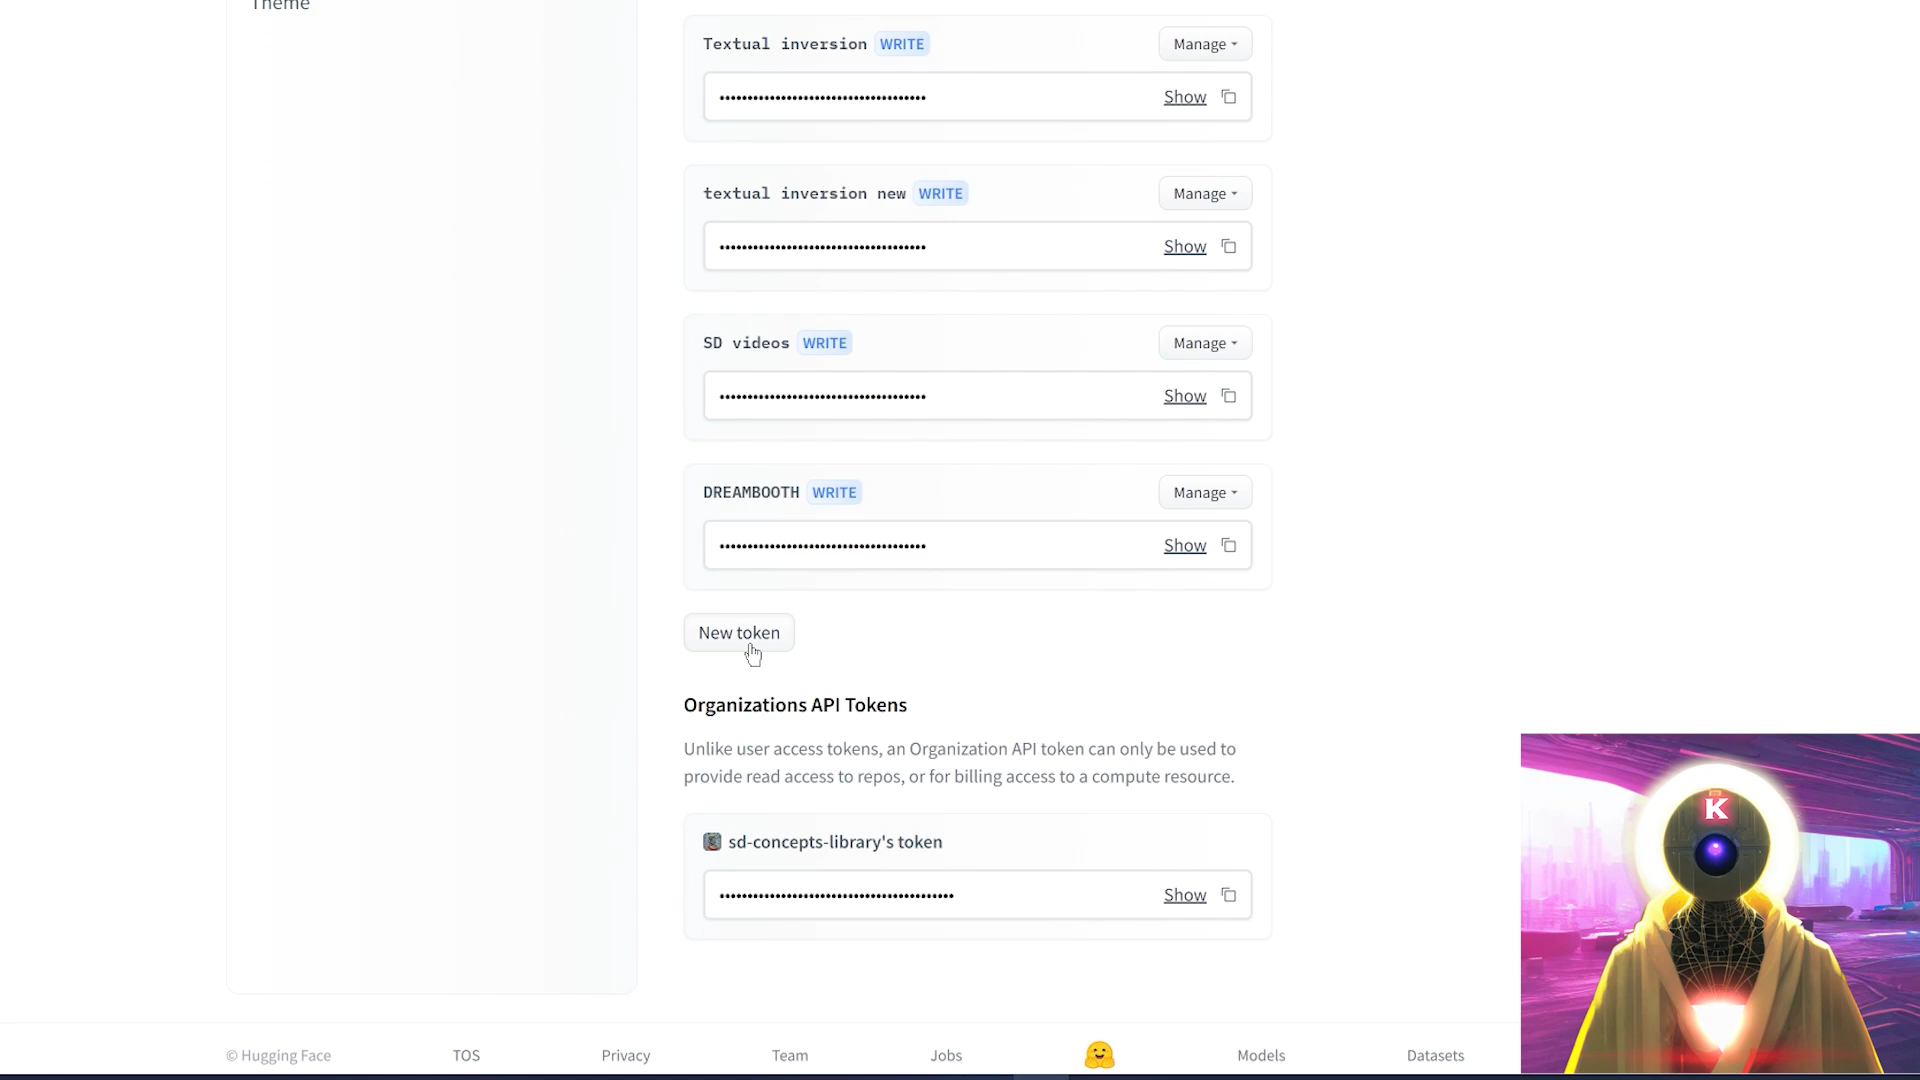 Theme
Textual inversion WRITE Manage
•••••••••••••••••••••••••••••••••••••  Show
textual inversion new WRITE Manage
•••••••••••••••••••••••••••••••••••••  Show
SD videos WRITE Manage
•••••••••••••••••••••••••••••••••••••  Show
DREAMBOOTH WRITE Manage
•••••••••••••••••••••••••••••••••••••  Show
New token
Organizations API Tokens
Unlike user access tokens, an Organization API token can only be used to
provide read access to repos, or for billing access to a compute resource.
sd-concepts-library's token
••••••••••••••••••••••••••••••••••••••••••  Show
K
© Hugging Face TOS Privacy Team Jobs Models Datasets